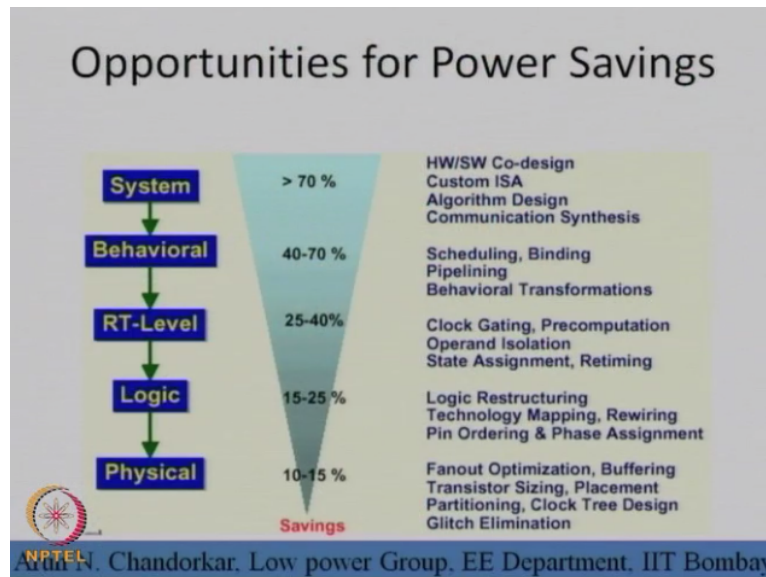 Opportunities for Power Savings
System
> 70 %
HW/SW Co-design
Custom ISA
Algorithm Design
Communication Synthesis
Behavioral
40-70 %
Scheduling, Binding
Pipelining
Behavioral Transformations
RT-Level
25-40%
Clock Gating, Precomputation
Operand Isolation
State Assignment, Retiming
Logic
15-25 %
Logic Restructuring
Technology Mapping, Rewiring
Pin Ordering & Phase Assignment
Physical
10-15 %
Fanout Optimization, Buffering
Transistor Sizing, Placement
Partitioning, Clock Tree Design
Glitch Elimination
Savings
NPTEL
N. Chandorkar, Low power Group, EE Department, IIT Bombay